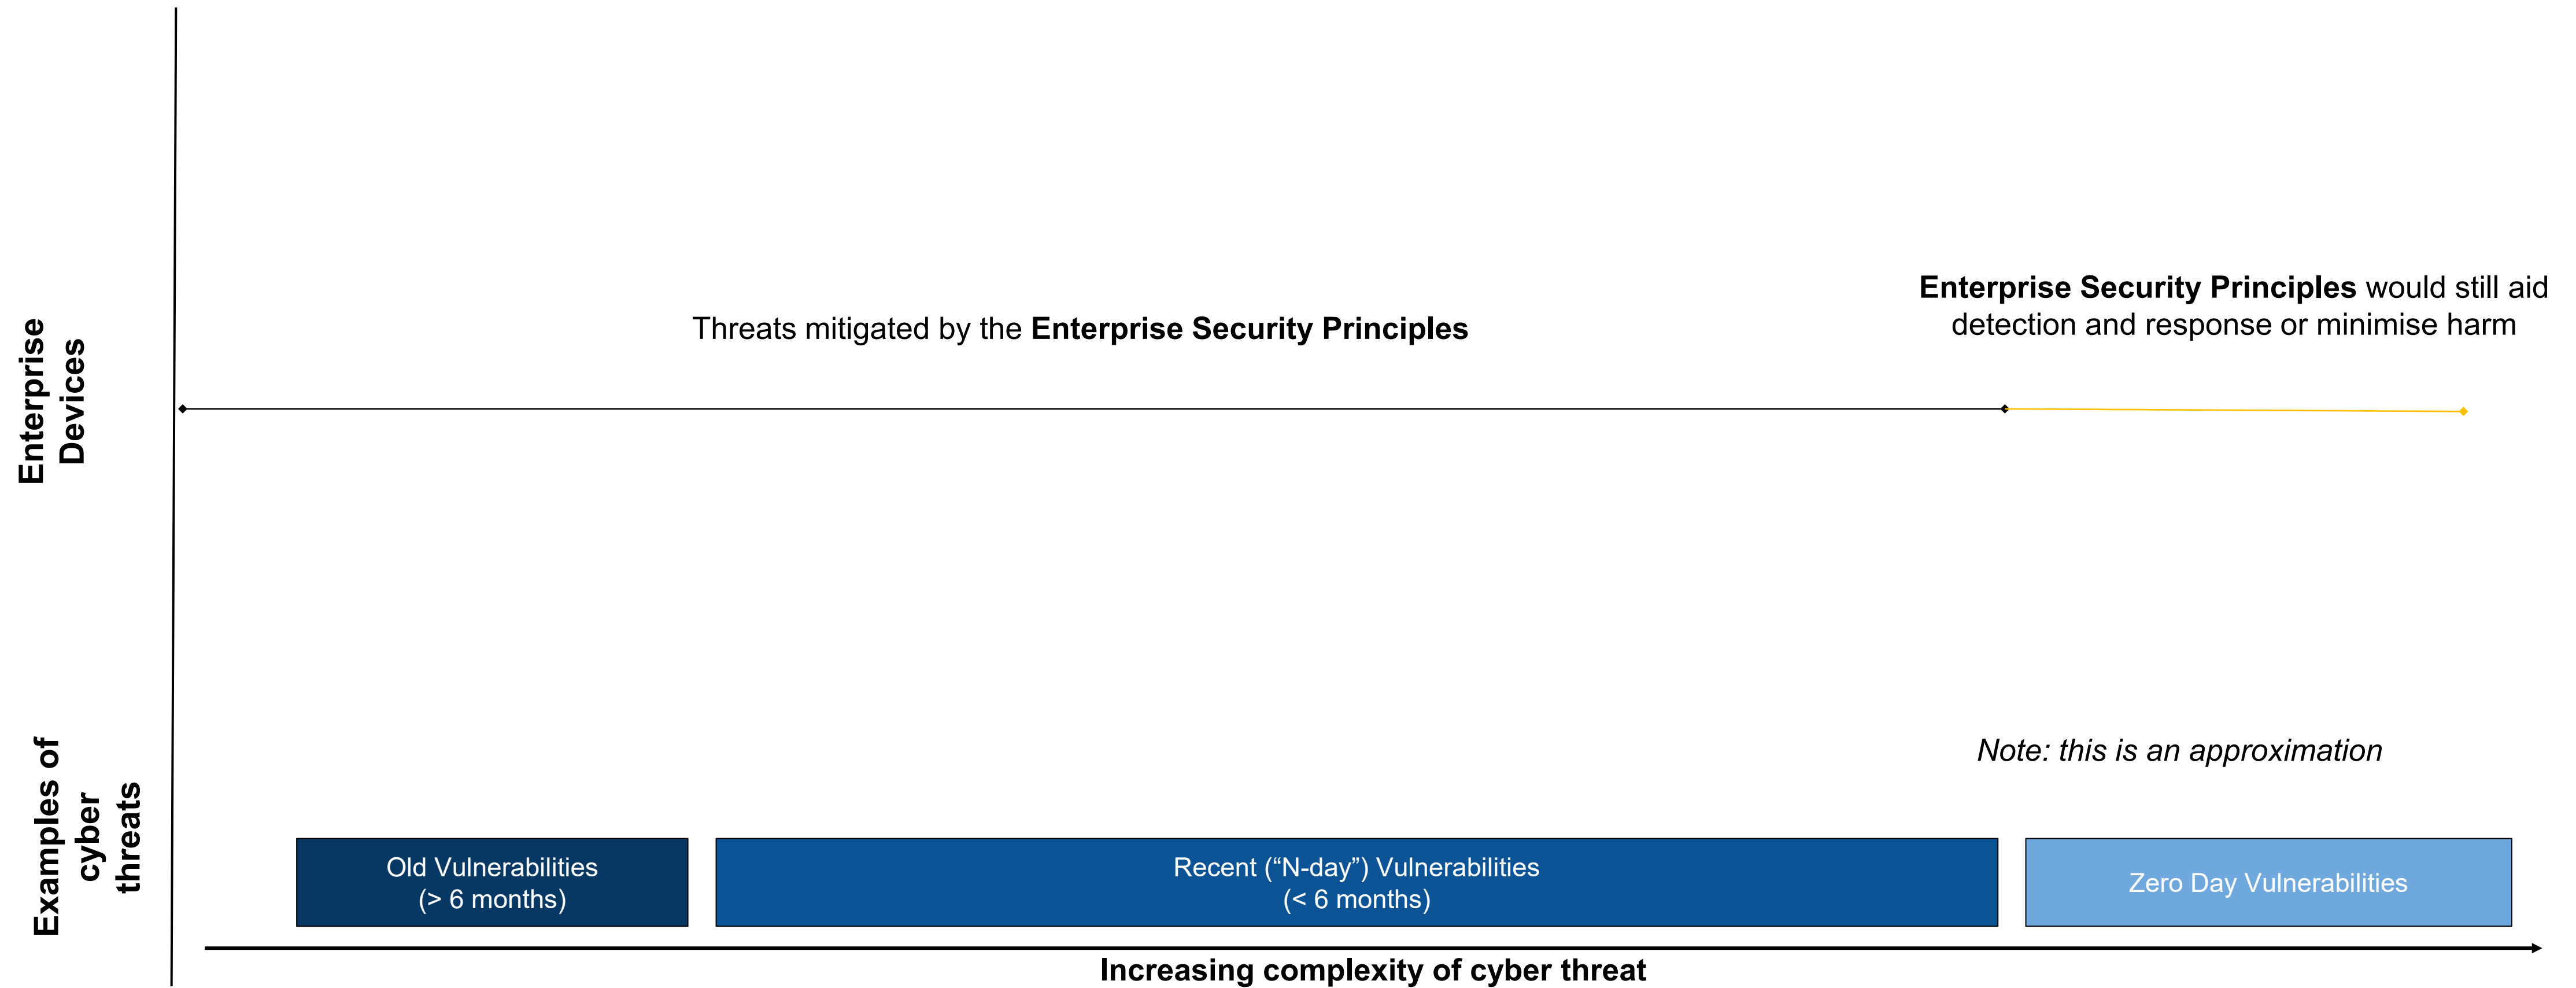 Enterprise
Devices
Threats mitigated by the Enterprise Security Principles
Enterprise Security Principles would still aid
detection and response or minimise harm
Examples of
cyber
threats
Note: this is an approximation
Old Vulnerabilities
(> 6 months)
Recent (“N-day”) Vulnerabilities
(< 6 months)
Zero Day Vulnerabilities
Increasing complexity of cyber threat